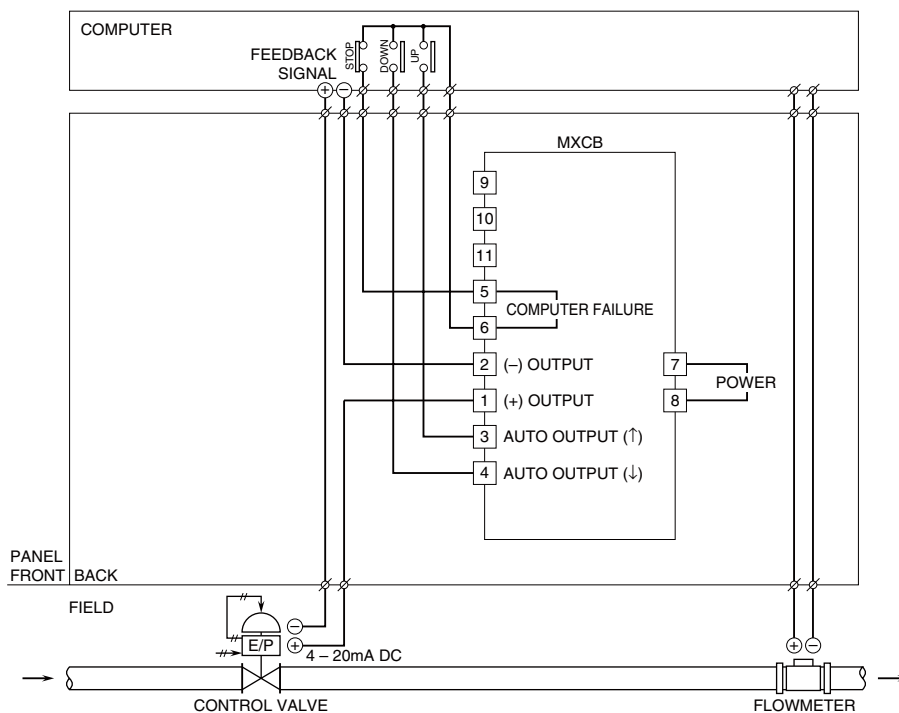 COMPUTER
FEEDBACK
SIGNAL
STOP
DOWN
UP
+ −
MXCB
9
10
11
5
COMPUTER FAILURE
6
2 (–) OUTPUT
7
POWER
1 (+) OUTPUT
8
3 AUTO OUTPUT (↑)
4 AUTO OUTPUT (↓)
PANEL
FRONT BACK
FIELD
−
E/P
+
4 – 20mA DC
+ −
CONTROL VALVE
FLOWMETER